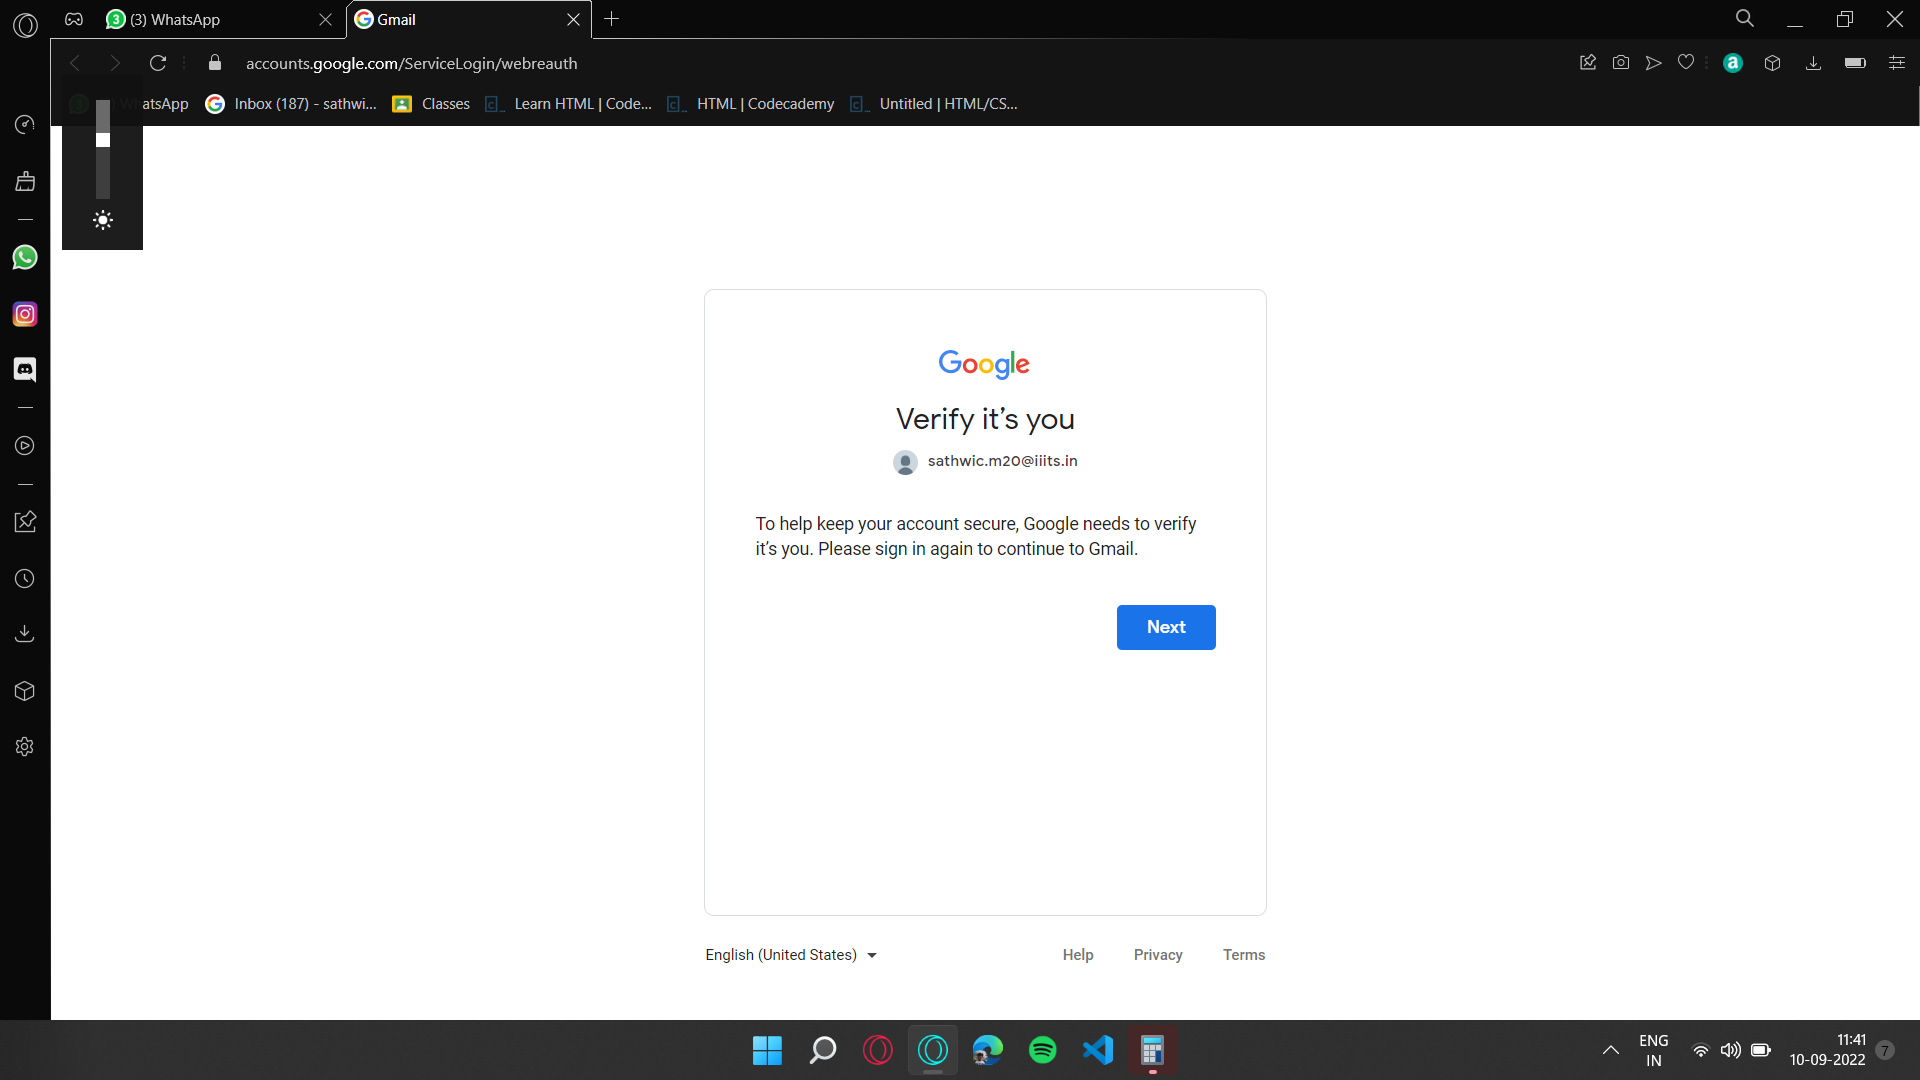 3 (3) WhatsApp
Gmail
accounts.google.com/ServiceLogin/webreauth
a
WhatsApp
Inbox (187) - sathwi...
Classes
Learn HTML | Code...
HTML | Codecademy
Untitled | HTML/CS...
Google
Verify it’s you
sathwic.m20@iiits.in
To help keep your account secure, Google needs to verify
it’s you. Please sign in again to continue to Gmail.
Next
English (United States)
Help
Privacy
Terms
ENG
IN
11:41
10-09-2022
7